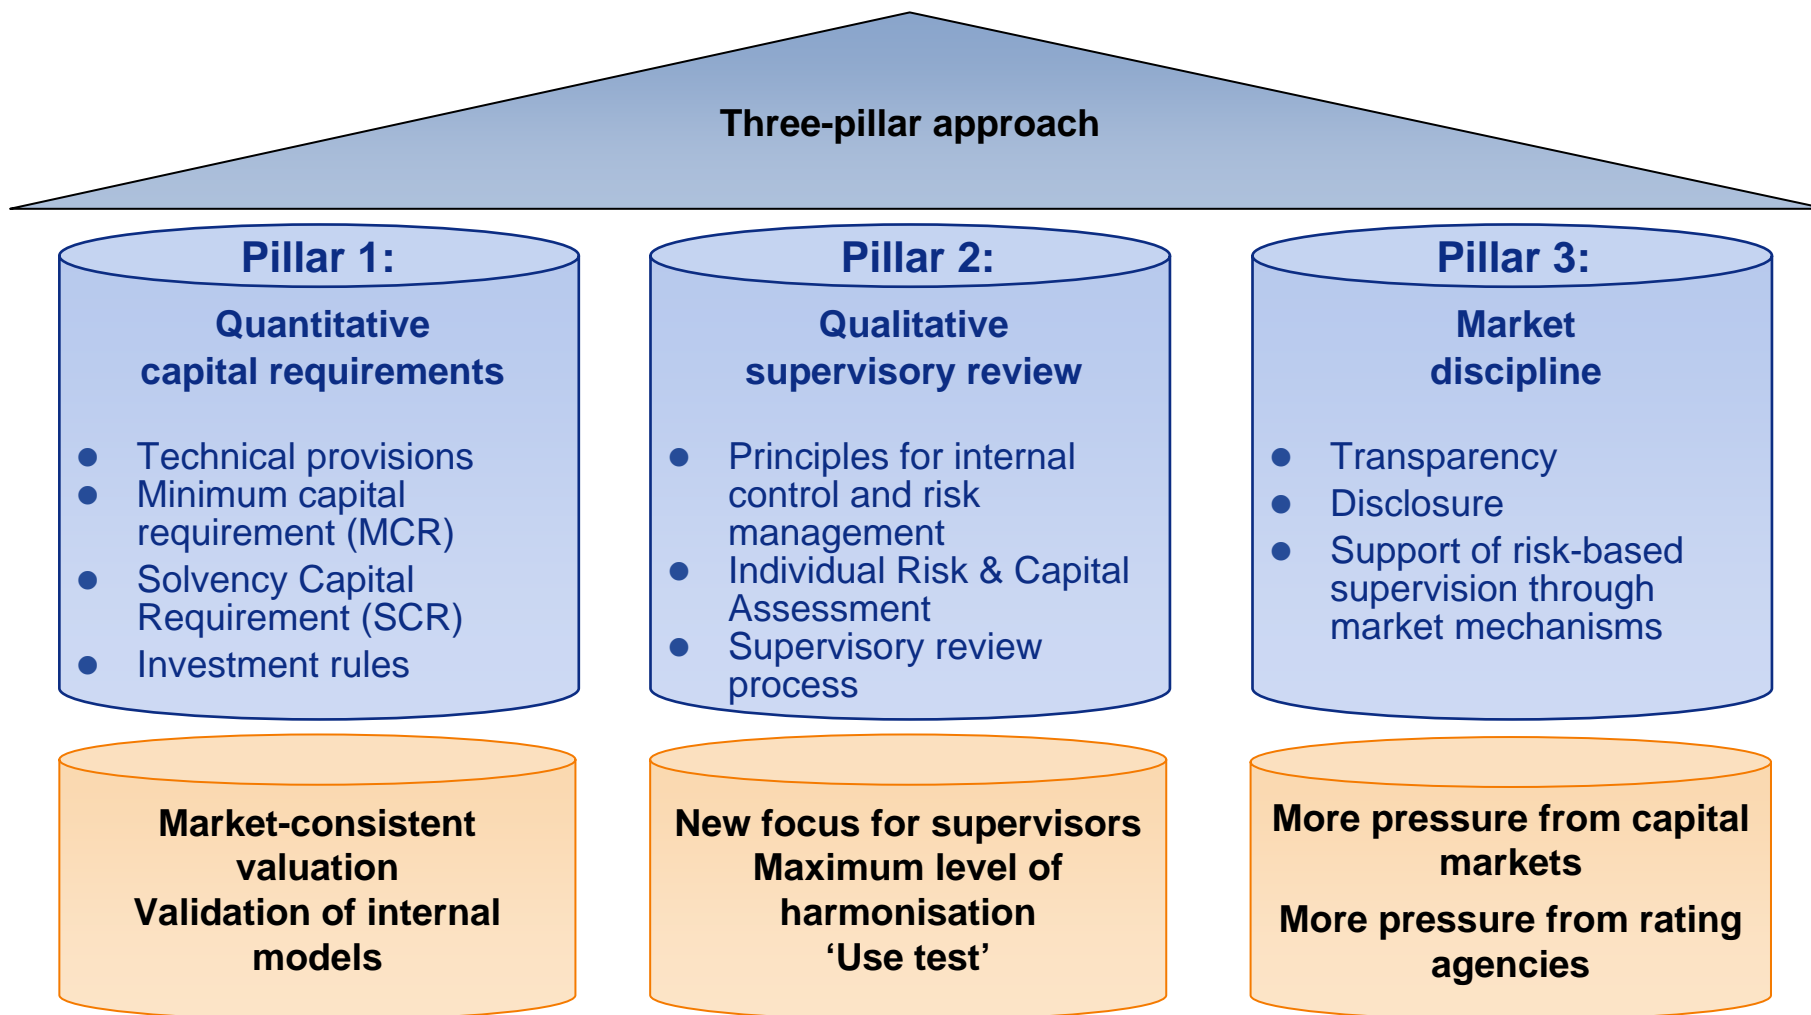 Three-pillar approach
Pillar 1:
Quantitative
capital requirements
● Technical provisions
● Minimum capital
requirement (MCR)
● Solvency Capital
Requirement (SCR)
● Investment rules
Market-consistent
valuation
Validation of internal
models
Pillar 2:
Qualitative
supervisory review
● Principles for internal
control and risk
management
● Individual Risk & Capital
Assessment
● Supervisory review
process
New focus for supervisors
Maximum level of
harmonisation
‘Use test’
Pillar 3:
Market
discipline
● Transparency
● Disclosure
● Support of risk-based
supervision through
market mechanisms
More pressure from capital
markets
More pressure from rating
agencies